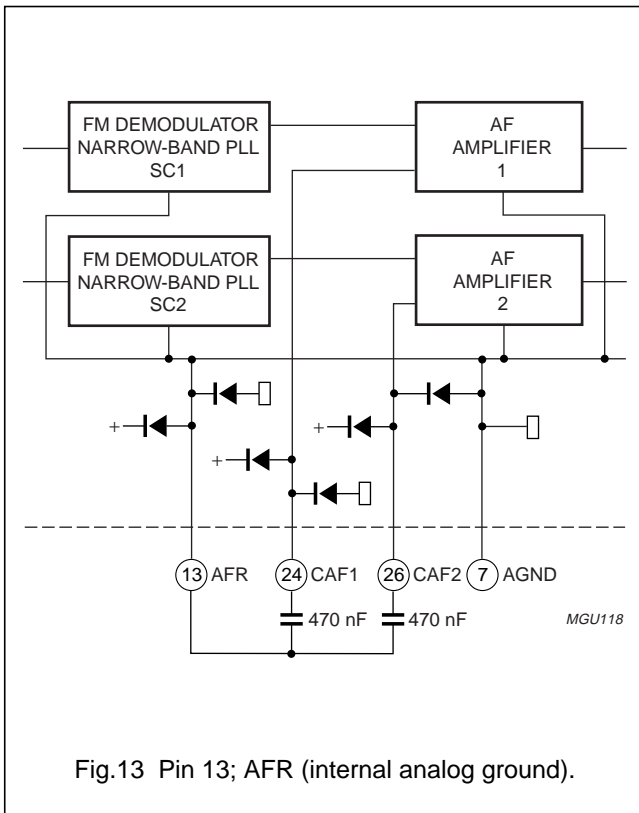 FM DEMODULATOR
NARROW-BAND PLL
SC1
AF
AMPLIFIER
1
FM DEMODULATOR
NARROW-BAND PLL
SC2
AF
AMPLIFIER
2
+
+
+
13 AFR
24 CAF1
26 CAF2
7 AGND
470 nF
470 nF
MGU118
Fig.13 Pin 13; AFR (internal analog ground).